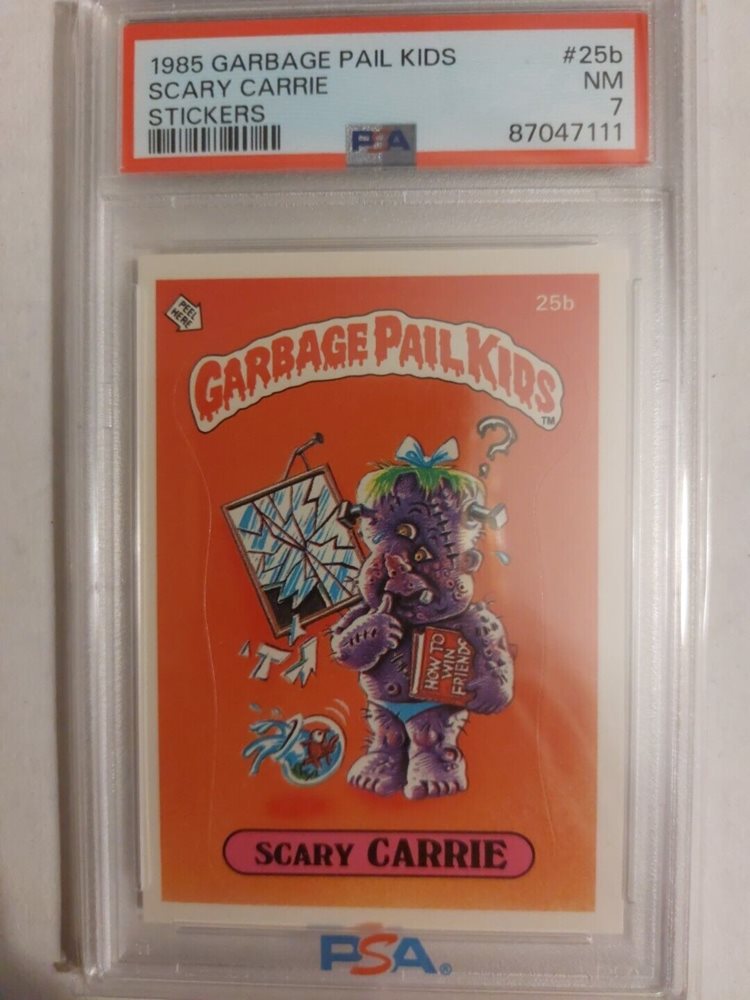 1985 GARBAGE PAIL KIDS #25b
SCARY CARRIE NM
STICKERS 7
PSA 87047111
25b
PEEL
HERE
GARBAGE PAIL KIDS
TM
?
HOW TO
WIN
FRIENDS
SCARY CARRIE
PSA®